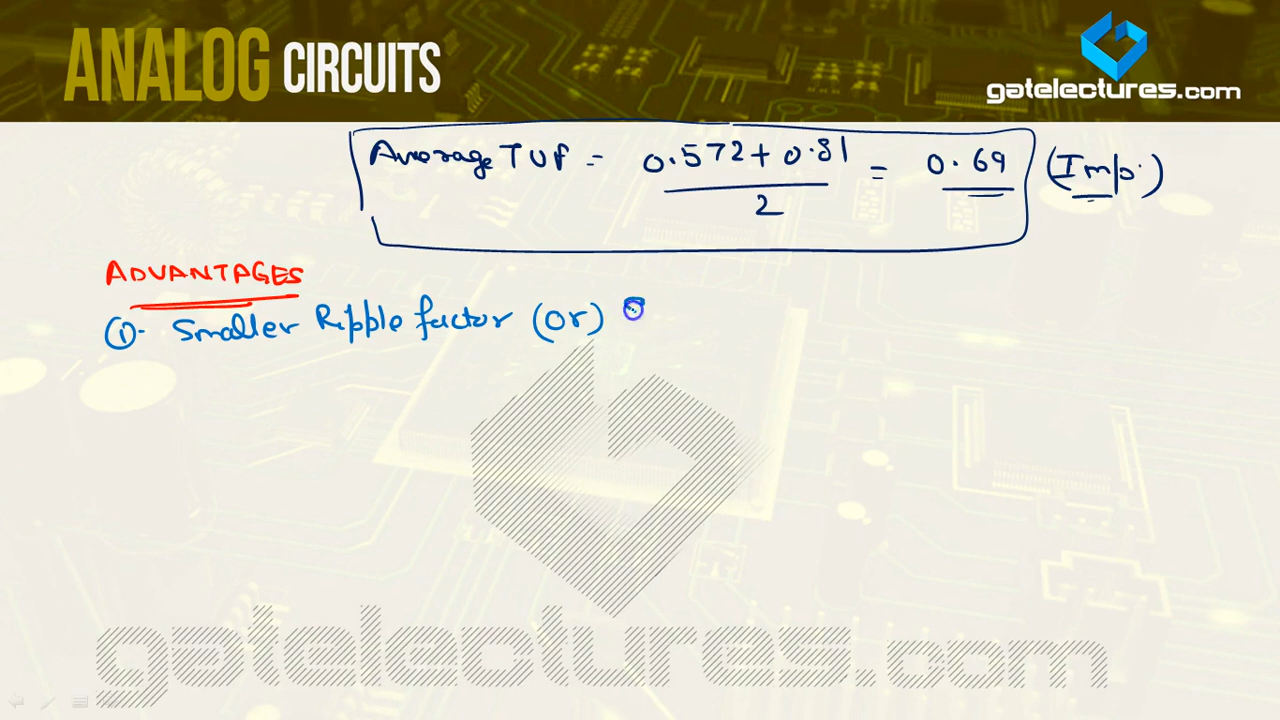 ANALOG CIRCUITS
gatelectures.com
Average TUF = 0.572 + 0.81 / 2 = 0.69 (Imp.)
ADVANTAGES
①. Smaller Ripple factor (or)
gatelectures.com